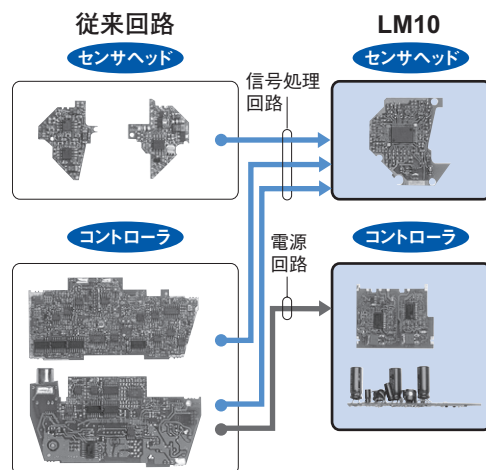 従来回路
LM10
センサヘッド
センサヘッド
信号処理
回路
コントローラ
コントローラ
電源
回路